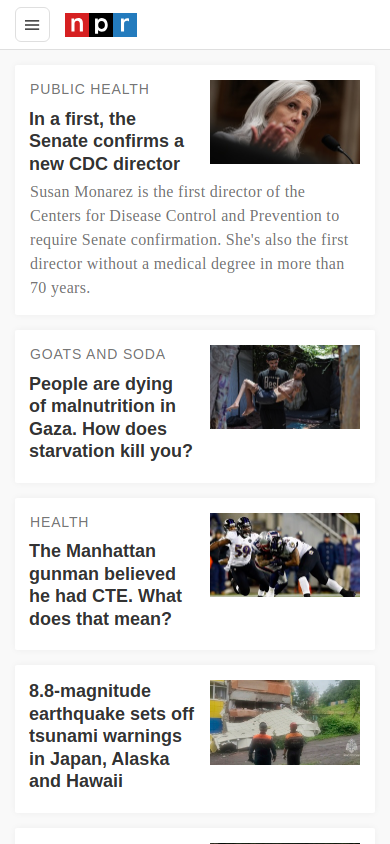 npr
PUBLIC HEALTH
In a first, the
Senate confirms a
new CDC director
Susan Monarez is the first director of the
Centers for Disease Control and Prevention to
require Senate confirmation. She's also the first
director without a medical degree in more than
70 years.
GOATS AND SODA
People are dying
of malnutrition in
Gaza. How does
starvation kill you?
HEALTH
The Manhattan
gunman believed
he had CTE. What
does that mean?
8.8-magnitude
earthquake sets off
tsunami warnings
in Japan, Alaska
and Hawaii